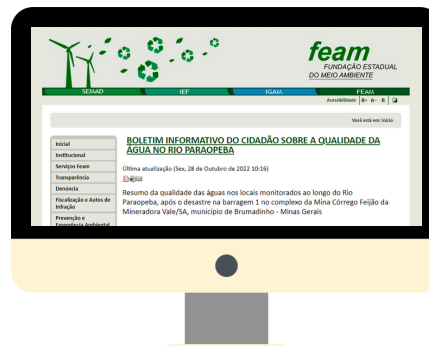 feam
FUNDAÇÃO ESTADUAL
DO MEIO AMBIENTE
SEMAD IEF IGAM FEAM
Acessibilidade A+ A- A
Você está em: Início
Inicial
Institucional
Serviços Feam
Transparência
Denúncia
Fiscalização e Autos de
Infração
Prevenção e
Emergência Ambiental
BOLETIM INFORMATIVO DO CIDADÃO SOBRE A QUALIDADE DA
ÁGUA NO RIO PARAOPEBA
Última atualização (Sex, 28 de Outubro de 2022 10:16)
Resumo da qualidade das águas nos locais monitorados ao longo do Rio
Paraopeba, após o desastre na barragem 1 no complexo da Mina Córrego Feijão da
Mineradora Vale/SA, município de Brumadinho - Minas Gerais